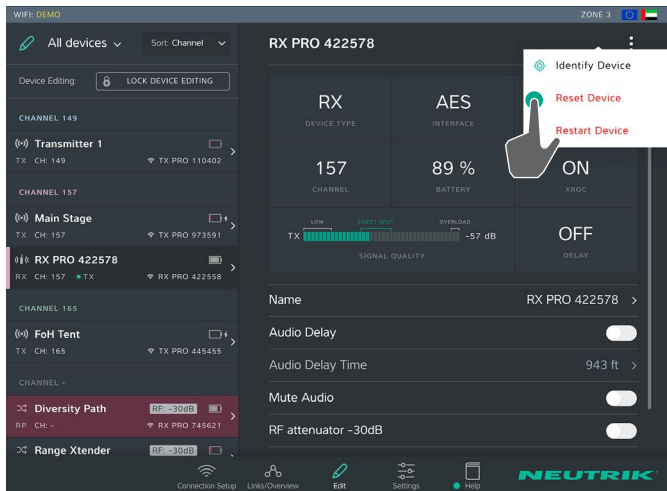 WIFI: DEMO
ZONE 3
All devices
Sort: Channel
Device Editing:
LOCK DEVICE EDITING
CHANNEL 149
Transmitter 1
TX CH: 149
TX PRO 110402
CHANNEL 157
Main Stage
TX CH: 157
TX PRO 973591
RX PRO 422578
RX CH: 157 TX
RX PRO 422558
CHANNEL 165
FoH Tent
TX CH: 165
TX PRO 445455
CHANNEL -
Diversity Path
RF: -30dB
RP CH: -
RX PRO 745621
Range Xtender
RF: -30dB
RX PRO 422578
Identify Device
Reset Device
Restart Device
RX
DEVICE TYPE
AES
INTERFACE
157
CHANNEL
89 %
BATTERY
ON
XROC
LOW
SWEET SPOT
OVERLOAD
TX
-57 dB
SIGNAL QUALITY
OFF
DELAY
Name
RX PRO 422578
Audio Delay
Audio Delay Time
943 ft
Mute Audio
RF attenuator -30dB
Connection Setup
Links/Overview
Edit
Settings
Help
NEUTRIK